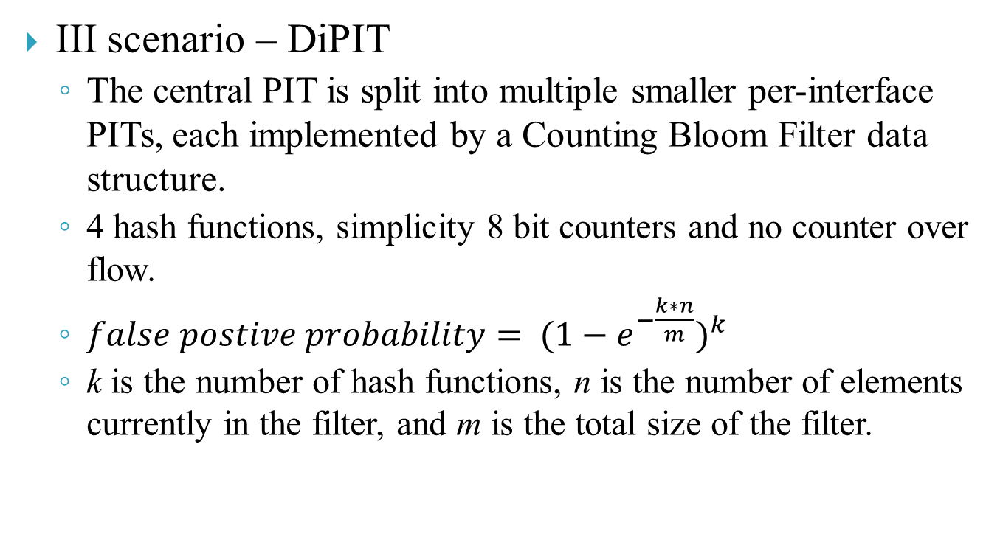 III scenario – DiPIT
The central PIT is split into multiple smaller per-interface
PITs, each implemented by a Counting Bloom Filter data
structure.
4 hash functions, simplicity 8 bit counters and no counter over
flow.
false postive probability = (1 − e^{−\frac{k*n}{m}})^k
k is the number of hash functions, n is the number of elements
currently in the filter, and m is the total size of the filter.